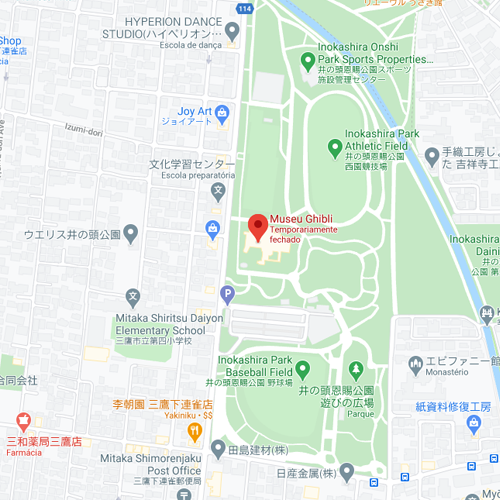 リエーヴル うさぎ館
HYPERION DANCE
STUDIO(ハイペリオン…
Escola de dança
114
Inokashira Onshi
Park Sports Properties…
井の頭恩賜公園スポーツ
施設管理センター
Shop
下連雀店
cia
Joy Art
ジョイアート
Izumi-dori
Inokashira Park
Athletic Field
井の頭恩賜公園
西園競技場
手織工房じょ
た 吉祥寺工
文化学習センター
Escola preparatória
Museu Ghibli
Temporariamente
fechado
ウエリス井の頭公園
Inokashira
Daini
井の
公園 第
P
Mitaka Shiritsu Daiyon
Elementary School
三鷹市立第四小学校
Inokashira Park
Baseball Field
井の頭恩賜公園 野球場
井の頭恩賜公園
遊びの広場
Parque
エピファニー館
Monastério
合同会社
李朝園 三鷹下連雀店
Yakiniku • $$
紙資料修復工房
三和薬局三鷹店
Farmácia
Mitaka Shimorenjaku
Post Office
三鷹下連雀郵便局
田島建材(株)
日産金属(株)